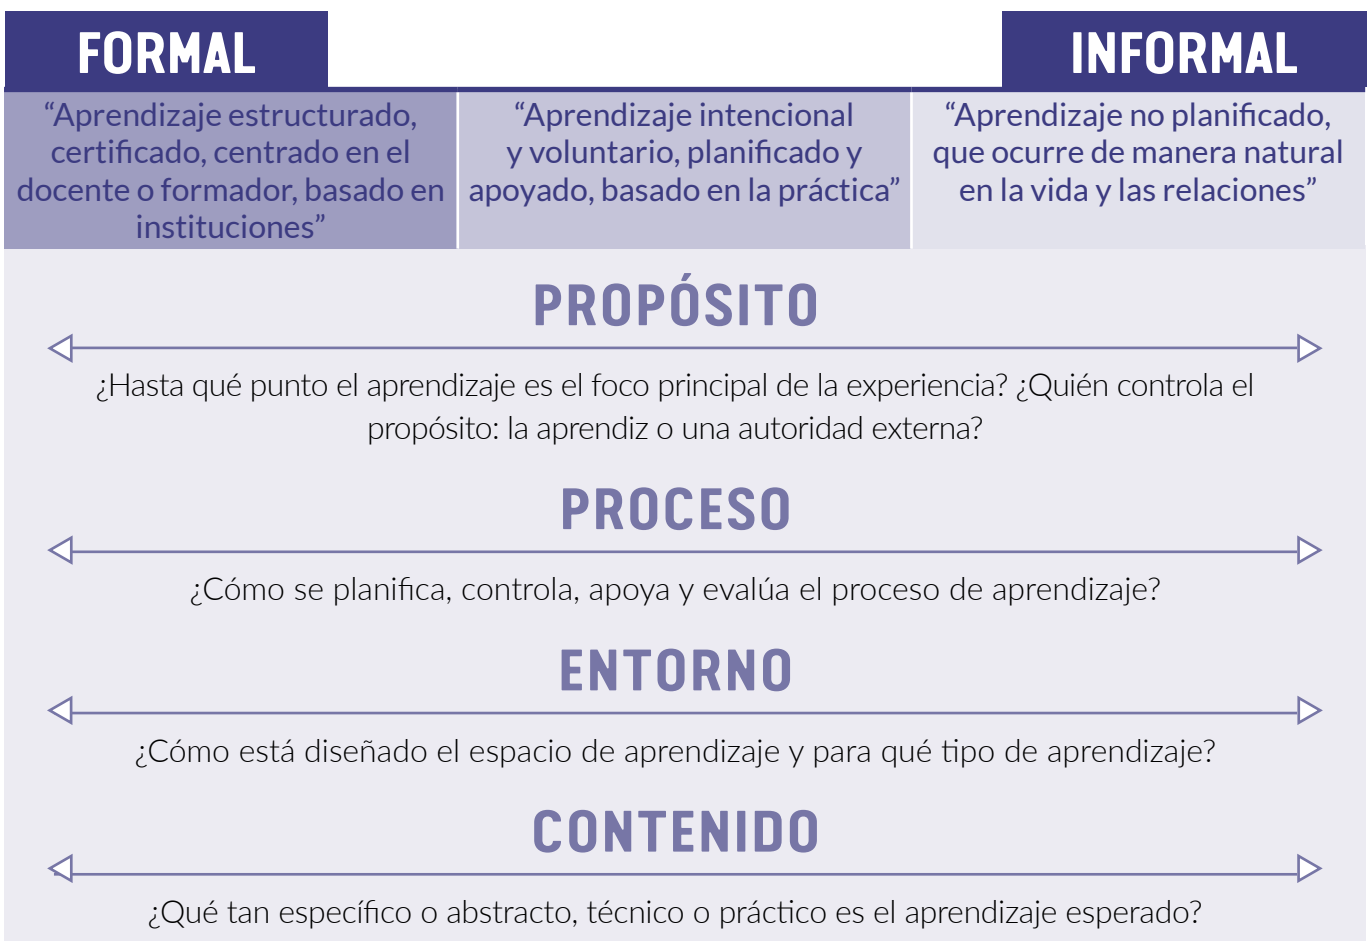 FORMAL
INFORMAL
“Aprendizaje estructurado,
certificado, centrado en el
docente o formador, basado en
instituciones”
“Aprendizaje intencional
y voluntario, planificado y
apoyado, basado en la práctica”
“Aprendizaje no planificado,
que ocurre de manera natural
en la vida y las relaciones”
PROPÓSITO
¿Hasta qué punto el aprendizaje es el foco principal de la experiencia? ¿Quién controla el
propósito: la aprendiz o una autoridad externa?
PROCESO
¿Cómo se planifica, controla, apoya y evalúa el proceso de aprendizaje?
ENTORNO
¿Cómo está diseñado el espacio de aprendizaje y para qué tipo de aprendizaje?
CONTENIDO
¿Qué tan específico o abstracto, técnico o práctico es el aprendizaje esperado?